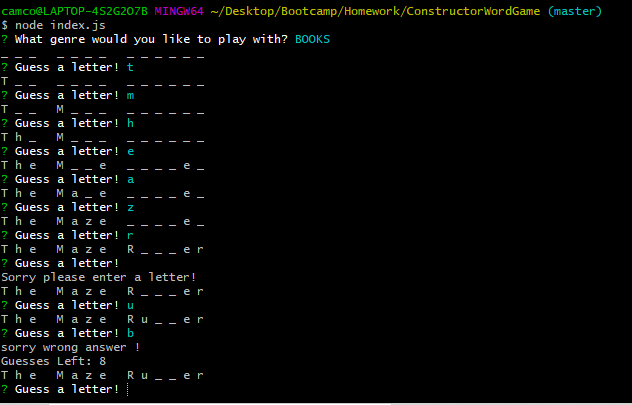 camco@LAPTOP-4S2G2O7B MINGW64 ~/Desktop/Bootcamp/Homework/ConstructorWordGame (master)
$ node index.js
? What genre would you like to play with? BOOKS
_ _ _   _ _ _ _   _ _ _ _ _ _
? Guess a letter! t
T _ _   _ _ _ _   _ _ _ _ _ _
? Guess a letter! m
T _ _   M _ _ _   _ _ _ _ _ _
? Guess a letter! h
T h _   M _ _ _   _ _ _ _ _ _
? Guess a letter! e
T h e   M _ _ e   _ _ _ _ e _
? Guess a letter! a
T h e   M a _ e   _ _ _ _ e _
? Guess a letter! z
T h e   M a z e   _ _ _ _ e _
? Guess a letter! r
T h e   M a z e   R _ _ _ e r
? Guess a letter!
Sorry please enter a letter!
T h e   M a z e   R _ _ _ e r
? Guess a letter! u
T h e   M a z e   R u _ _ e r
? Guess a letter! b
sorry wrong answer !
Guesses Left: 8
T h e   M a z e   R u _ _ e r
? Guess a letter!